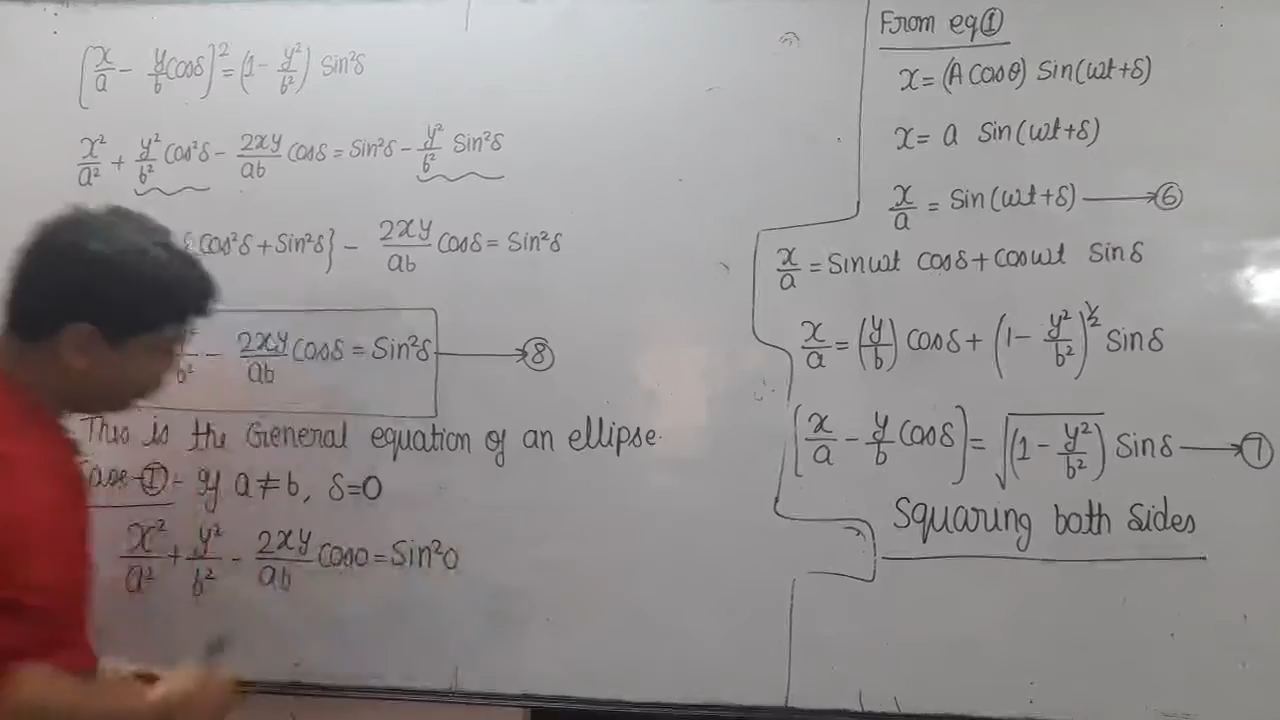 [x/a - y/b Cosδ]² = (1 - y²/b²) Sin²δ
x²/a² + y²/b² Cos²δ - 2xy/ab Cosδ = Sin²δ - y²/b² Sin²δ
{Cos²δ + Sin²δ} - 2xy/ab Cosδ = Sin²δ
b² - 2xy/ab Cosδ = Sin²δ → ⑧
This is the General equation of an ellipse.
- If a ≠ b, δ=0
x²/a² + y²/b² - 2xy/ab Cos0 = Sin²0
From eq①
x = (A Cosθ) Sin(ωt+δ)
x = a Sin(ωt+δ)
x/a = Sin(ωt+δ) → ⑥
x/a = Sinωt Cosδ + Cosωt Sinδ
x/a = (y/b) Cosδ + (1 - y²/b²)^½ Sinδ
[x/a - y/b Cosδ] = √(1 - y²/b²) Sinδ → ⑦
Squaring both Sides